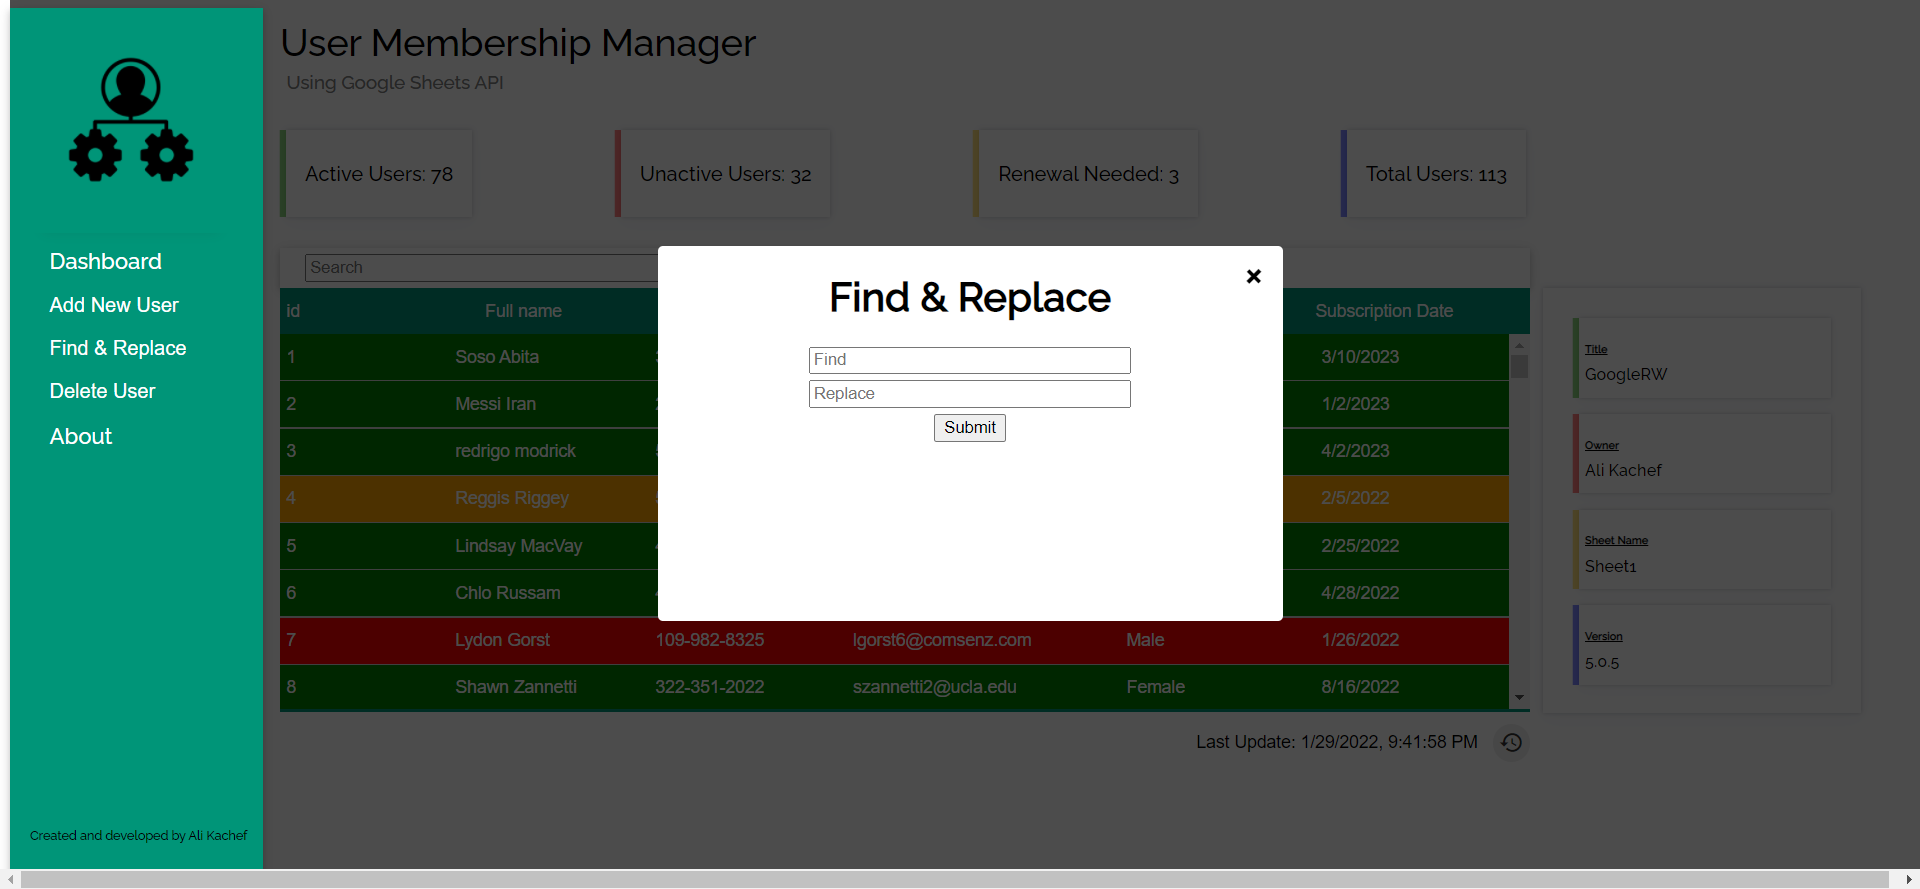 User Membership Manager
Using Google Sheets API
Active Users: 78
Unactive Users: 32
Renewal Needed: 3
Total Users: 113
Dashboard
Add New User
Find & Replace
Delete User
About
Created and developed by Ali Kachef
Search
id Full name Subscription Date
1 Soso Abita 3/10/2023
2 Messi Iran 1/2/2023
3 redrigo modrick 4/2/2023
4 Reggis Riggey 2/5/2022
5 Lindsay MacVay 2/25/2022
6 Chlo Russam 4/28/2022
7 Lydon Gorst 109-982-8325 lgorst6@comsenz.com Male 1/26/2022
8 Shawn Zannetti 322-351-2022 szannetti2@ucla.edu Female 8/16/2022
Find & Replace
×
Find
Replace
Submit
Title
GoogleRW
Owner
Ali Kachef
Sheet Name
Sheet1
Version
5.0.5
Last Update: 1/29/2022, 9:41:58 PM